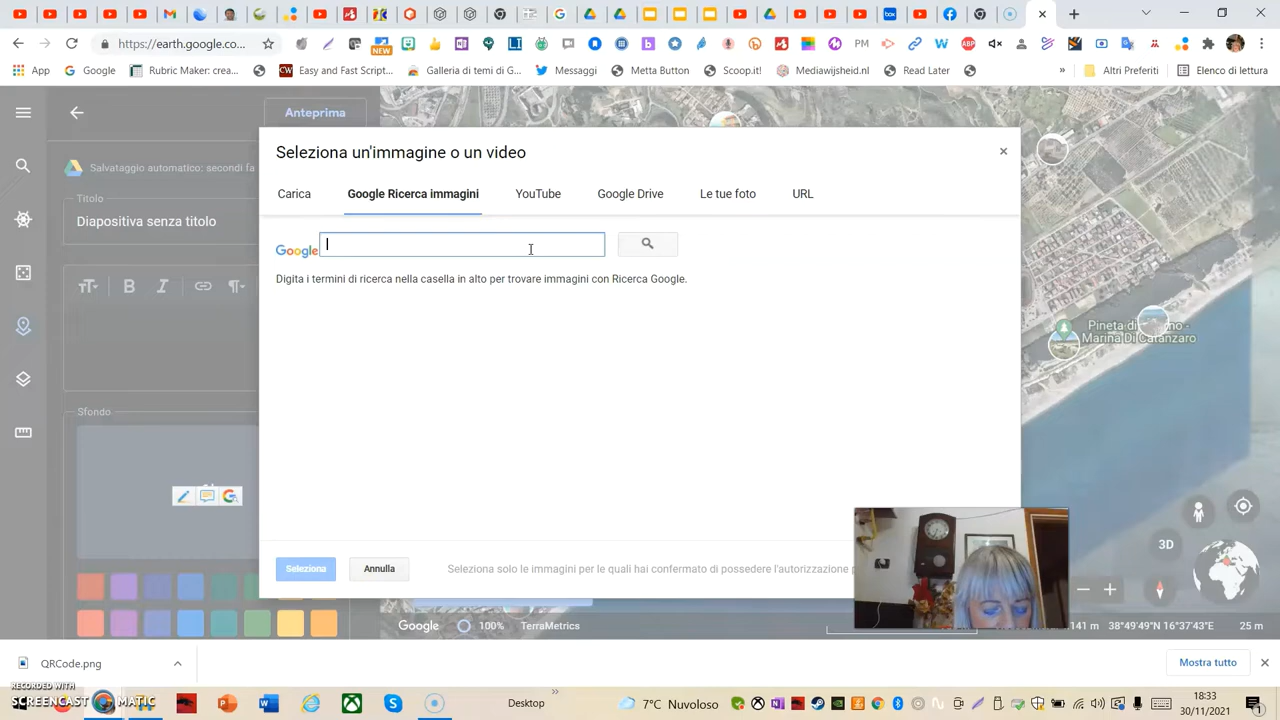 https://earth.google.co...
NEW
PM
ABP
App
Google
Rubric Maker: crea...
Easy and Fast Script...
Galleria di temi di G...
Messaggi
Metta Button
Scoop.it!
Mediawijsheid.nl
Read Later
»
Altri Preferiti
Elenco di lettura
Anteprima
Salvataggio automatico: secondi fa
Titolo
Diapositiva senza titolo
Sfondo
Seleziona un'immagine o un video
Carica
Google Ricerca immagini
YouTube
Google Drive
Le tue foto
URL
Google
Digita i termini di ricerca nella casella in alto per trovare immagini con Ricerca Google.
Seleziona
Annulla
Seleziona solo le immagini per le quali hai confermato di possedere l'autorizzazione
Marina Di Catanzaro
3D
Google
100%
TerraMetrics
141 m
38°49'49"N 16°37'43"E
25 m
QRCode.png
Mostra tutto
RECORDED WITH
SCREENCAST MATIC
Desktop
7°C Nuvoloso
18:33
30/11/2021